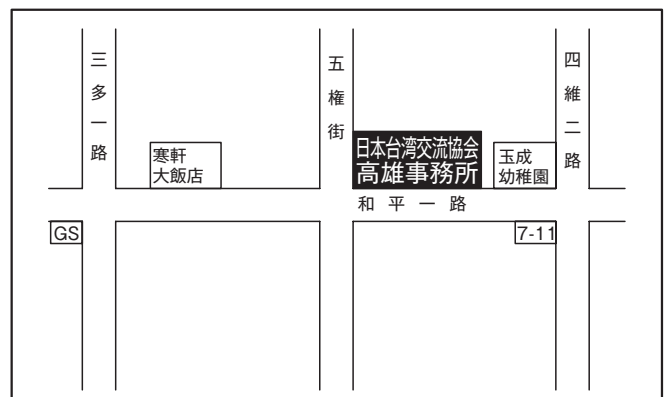 三多一路
五権街
四維二路
寒軒
大飯店
日本台湾交流協会
高雄事務所
玉成
幼稚園
和平一路
GS
7-11